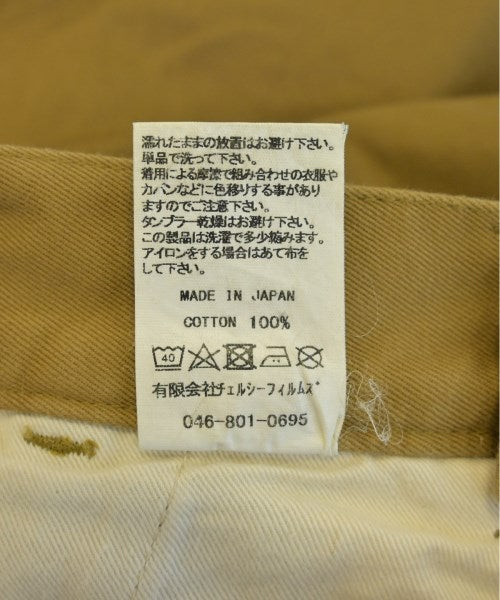 濡れたままの放置はお避け下さい。
単品で洗って下さい。
着用による摩擦で組み合わせの衣服や
カバンなどに色移りする事があり
ますのでご注意下さい。
タンブラー乾燥はお避け下さい。
この製品は洗濯で多少縮みます。
アイロンをする場合はあて布を
して下さい。
MADE IN JAPAN
COTTON 100%
40
有限会社チェルシーフィルムズ
046-801-0695